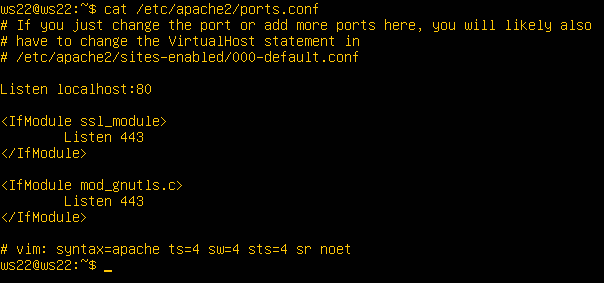 ws22@ws22:~$ cat /etc/apache2/ports.conf
# If you just change the port or add more ports here, you will likely also
# have to change the VirtualHost statement in
# /etc/apache2/sites-enabled/000-default.conf
Listen localhost:80
<IfModule ssl_module>
        Listen 443
</IfModule>
<IfModule mod_gnutls.c>
        Listen 443
</IfModule>
# vim: syntax=apache ts=4 sw=4 sts=4 sr noet
ws22@ws22:~$ _